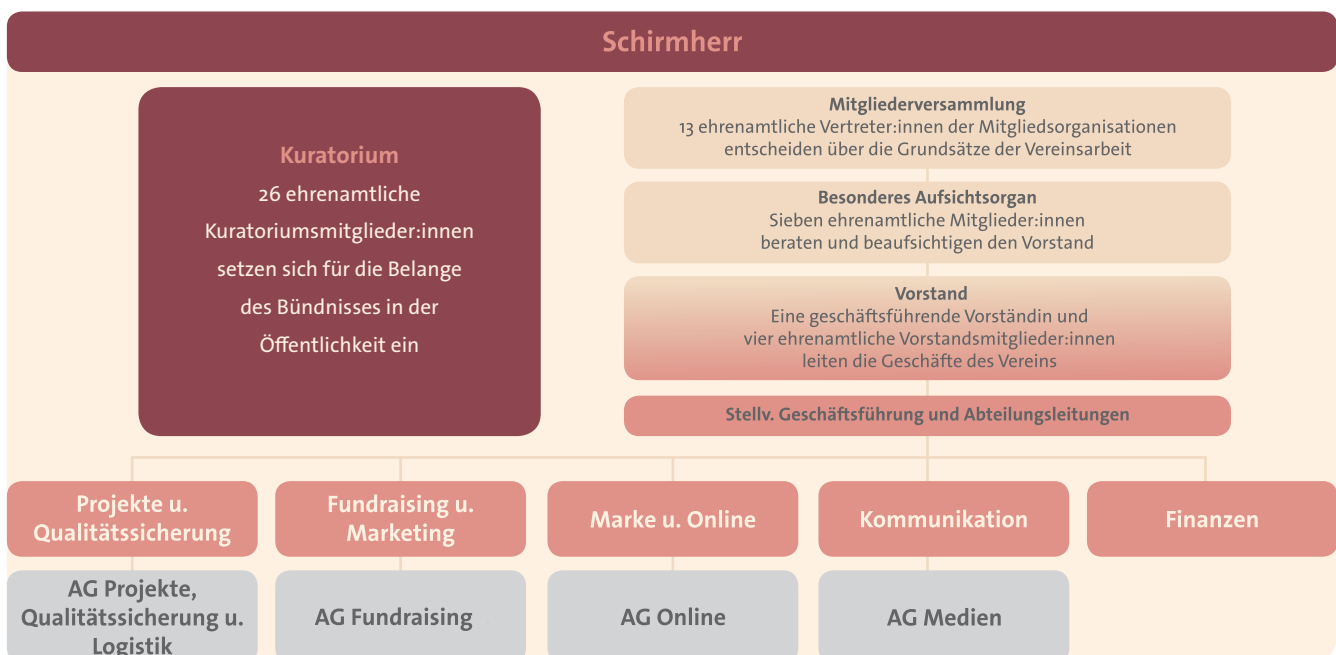 Schirmherr
Kuratorium
26 ehrenamtliche
Kuratoriumsmitglieder:innen
setzen sich für die Belange
des Bündnisses in der
Öffentlichkeit ein
Mitgliederversammlung
13 ehrenamtliche Vertreter:innen der Mitgliedsorganisationen
entscheiden über die Grundsätze der Vereinsarbeit
Besonderes Aufsichtsorgan
Sieben ehrenamtliche Mitglieder:innen
beraten und beaufsichtigen den Vorstand
Vorstand
Eine geschäftsführende Vorständin und
vier ehrenamtliche Vorstandsmitglieder:innen
leiten die Geschäfte des Vereins
Stellv. Geschäftsführung und Abteilungsleitungen
Projekte u.
Qualitätssicherung
Fundraising u.
Marketing
Marke u. Online
Kommunikation
Finanzen
AG Projekte,
Qualitätssicherung u.
Logistik
AG Fundraising
AG Online
AG Medien